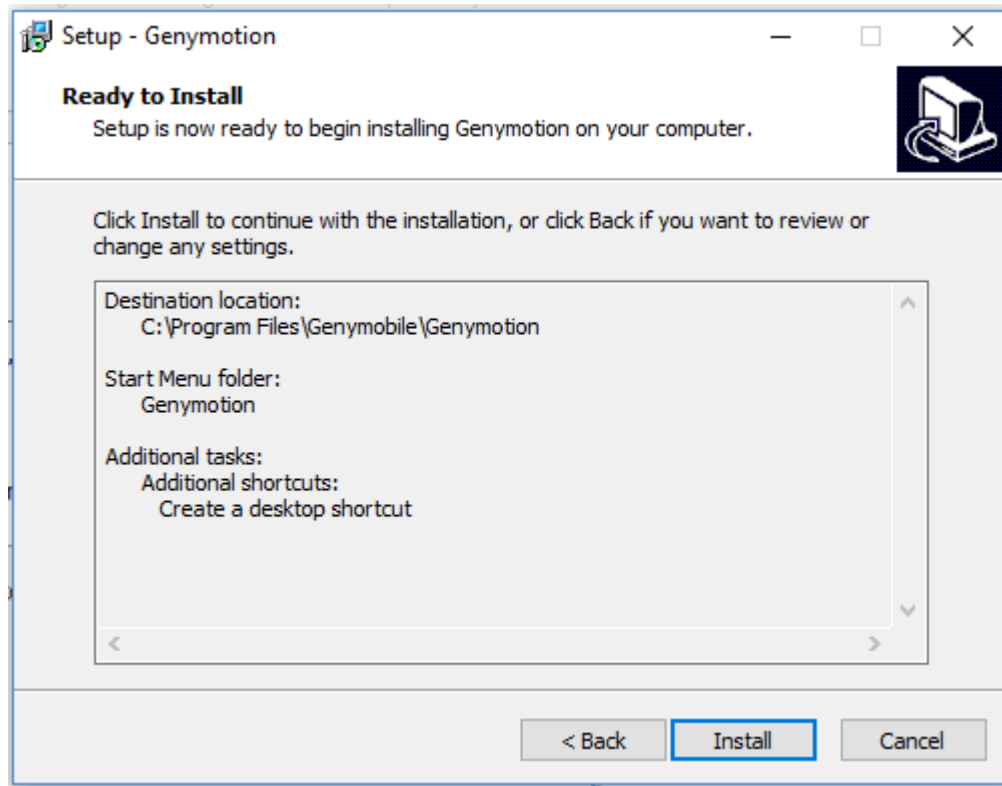 Setup - Genymotion
Ready to Install
Setup is now ready to begin installing Genymotion on your computer.
Click Install to continue with the installation, or click Back if you want to review or
change any settings.
Destination location:
C:\Program Files\Genymobile\Genymotion
Start Menu folder:
Genymotion
Additional tasks:
Additional shortcuts:
Create a desktop shortcut
< Back
Install
Cancel